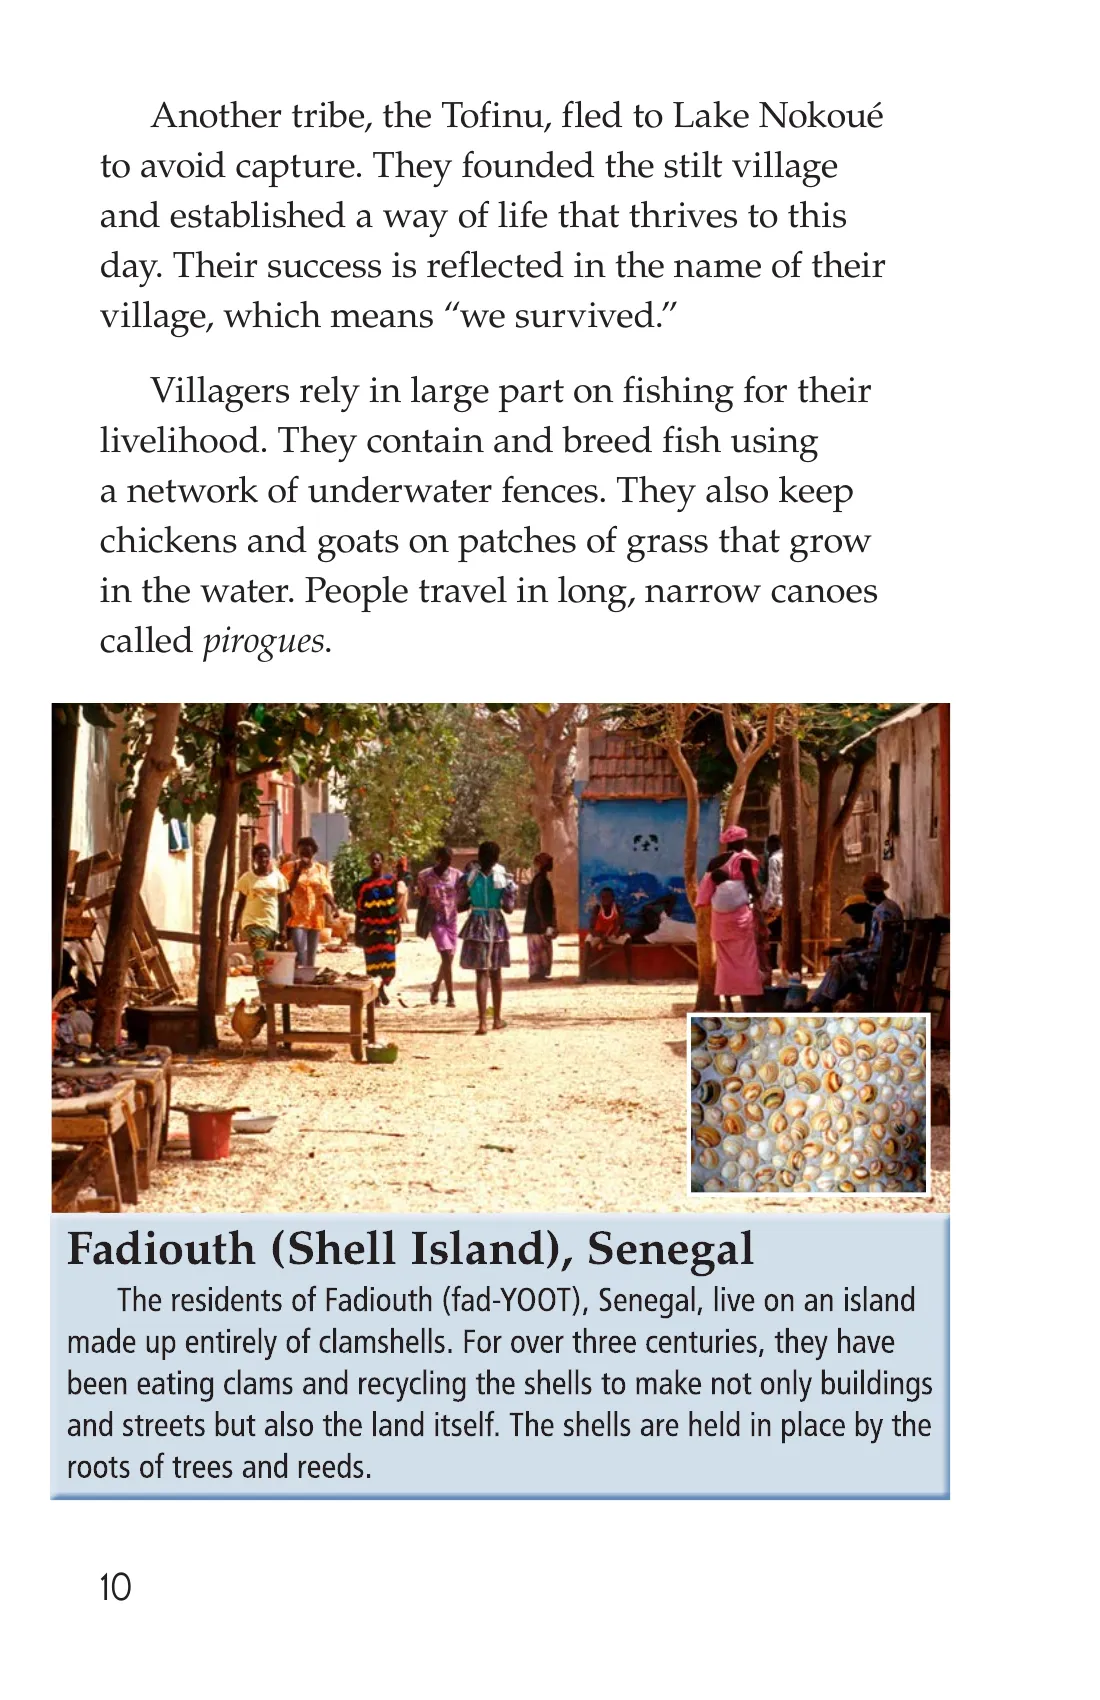 Another tribe, the Tofinu, fled to Lake Nokoué
to avoid capture. They founded the stilt village
and established a way of life that thrives to this
day. Their success is reflected in the name of their
village, which means “we survived.”
Villagers rely in large part on fishing for their
livelihood. They contain and breed fish using
a network of underwater fences. They also keep
chickens and goats on patches of grass that grow
in the water. People travel in long, narrow canoes
called pirogues.
Fadiouth (Shell Island), Senegal
The residents of Fadiouth (fad-YOOT), Senegal, live on an island
made up entirely of clamshells. For over three centuries, they have
been eating clams and recycling the shells to make not only buildings
and streets but also the land itself. The shells are held in place by the
roots of trees and reeds.
10